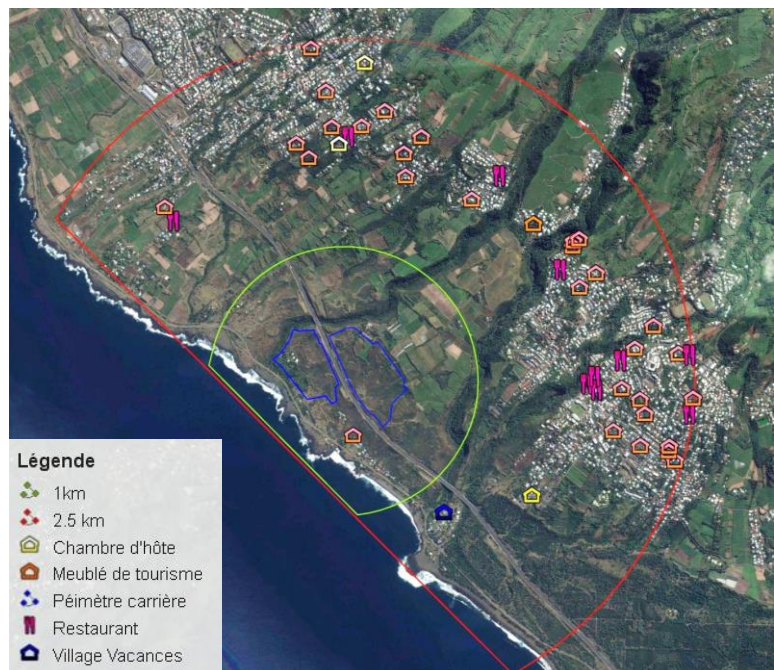 Légende
1km
2.5 km
Chambre d'hôte
Meublé de tourisme
Péimètre carrière
Restaurant
Village Vacances